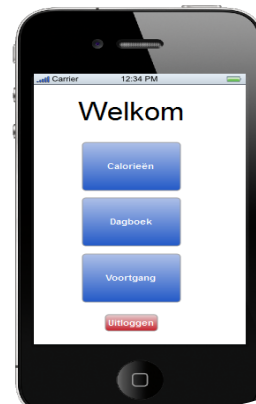 Carrier 12:34 PM
Welkom
Calorieën
Dagboek
Voortgang
Uitloggen